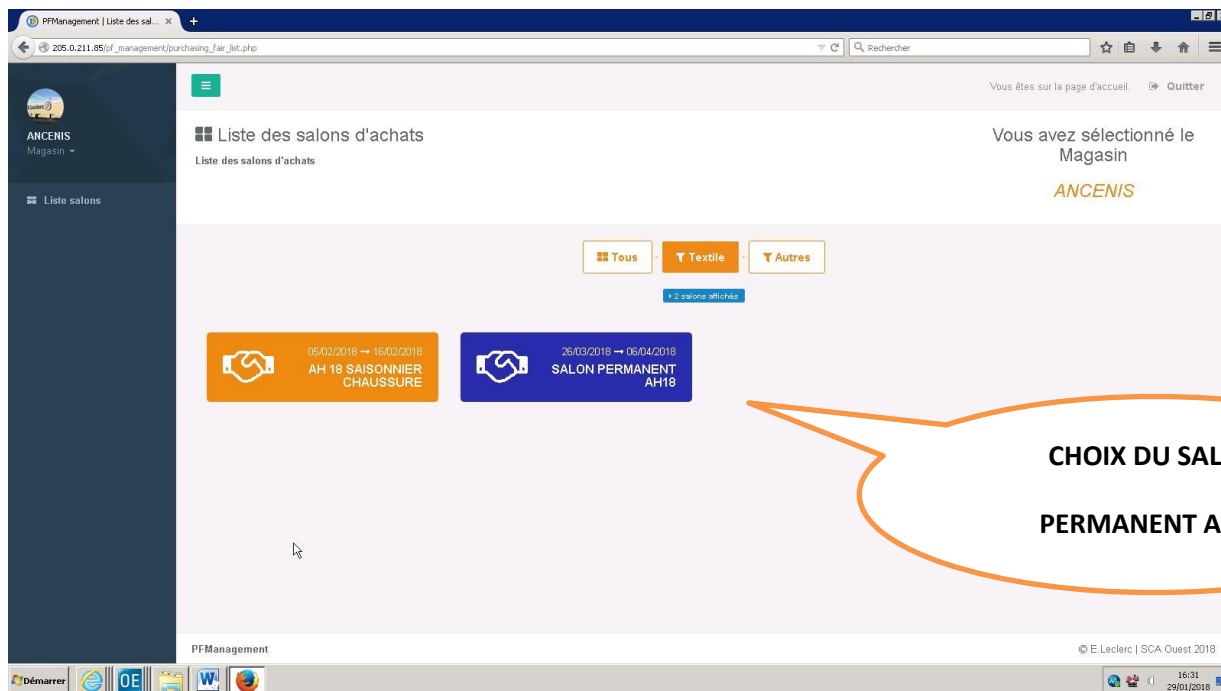 PFManagement | Liste des sal...
205.0.211.85/pf_management/purchasing_fair_list.php
Rechercher
Vous êtes sur la page d'accueil.
Quitter
ANCENIS
Magasin
Liste salons
Liste des salons d'achats
Liste des salons d'achats
Vous avez sélectionné le
Magasin
ANCENIS
Tous
Textile
Autres
2 salons affichés
05/02/2018 → 16/02/2018
AH 18 SAISONNIER
CHAUSSURE
26/03/2018 → 06/04/2018
SALON PERMANENT
AH18
CHOIX DU SAL
PERMANENT A
PFManagement
© E.Leclerc | SCA Ouest 2018
Démarrer
OE
W
16:31
29/01/2018